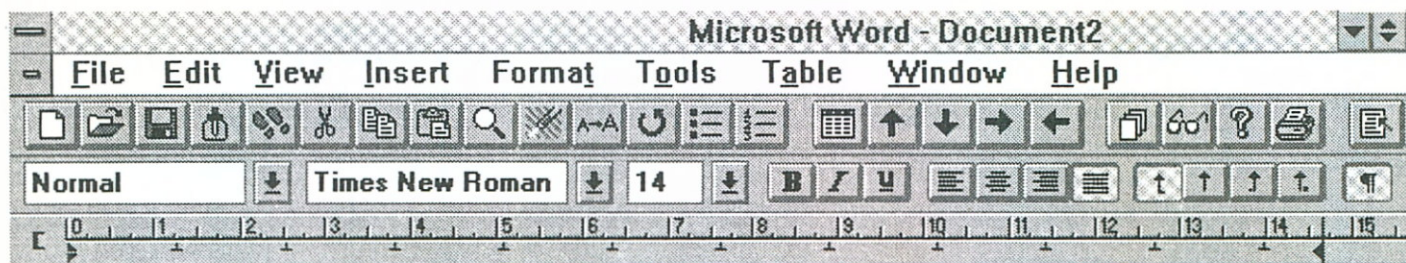 Microsoft Word - Document2
File Edit View Insert Format Tools Table Window Help
A→A ?
Normal Times New Roman 14 B I U t ¶
0 1 2 3 4 5 6 7 8 9 10 11 12 13 14 15